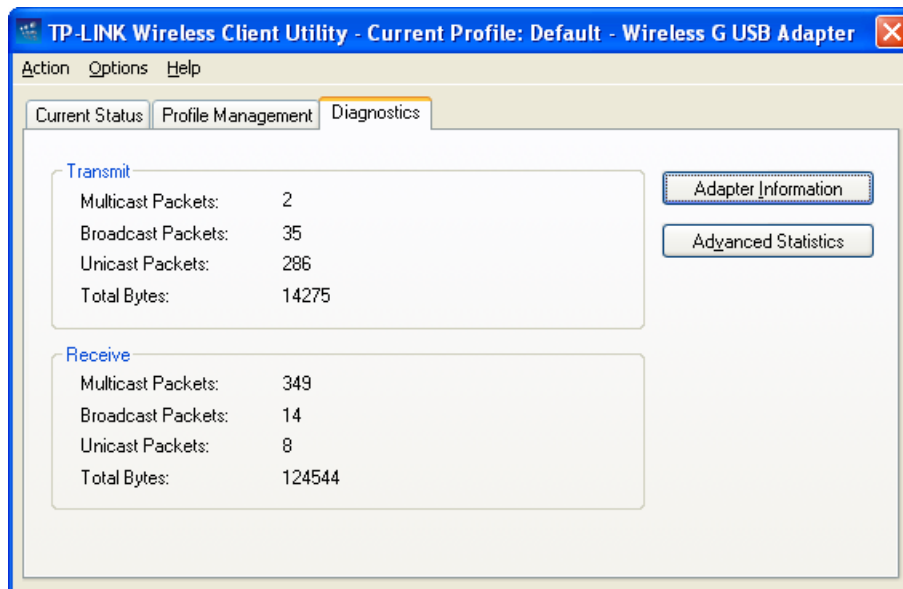 TP-LINK Wireless Client Utility - Current Profile: Default - Wireless G USB Adapter
Action Options Help
Current Status Profile Management Diagnostics
Transmit
Multicast Packets: 2
Broadcast Packets: 35
Unicast Packets: 286
Total Bytes: 14275
Adapter Information
Advanced Statistics
Receive
Multicast Packets: 349
Broadcast Packets: 14
Unicast Packets: 8
Total Bytes: 124544